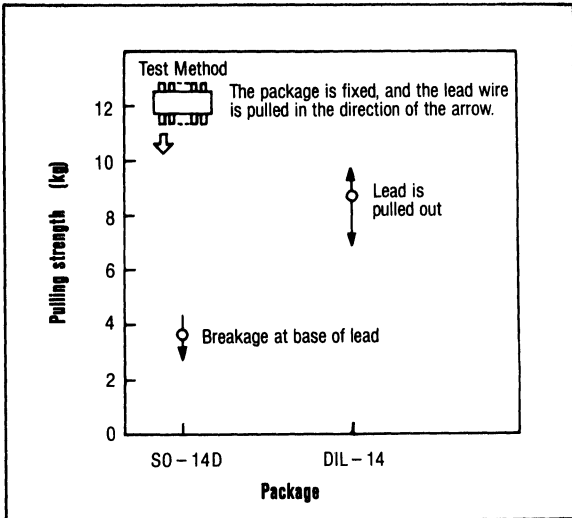 Test Method
The package is fixed, and the lead wire
is pulled in the direction of the arrow.
12
10
8
6
4
2
0
Pulling strength (kg)
Lead is
pulled out
Breakage at base of lead
SO – 14D
DIL – 14
Package